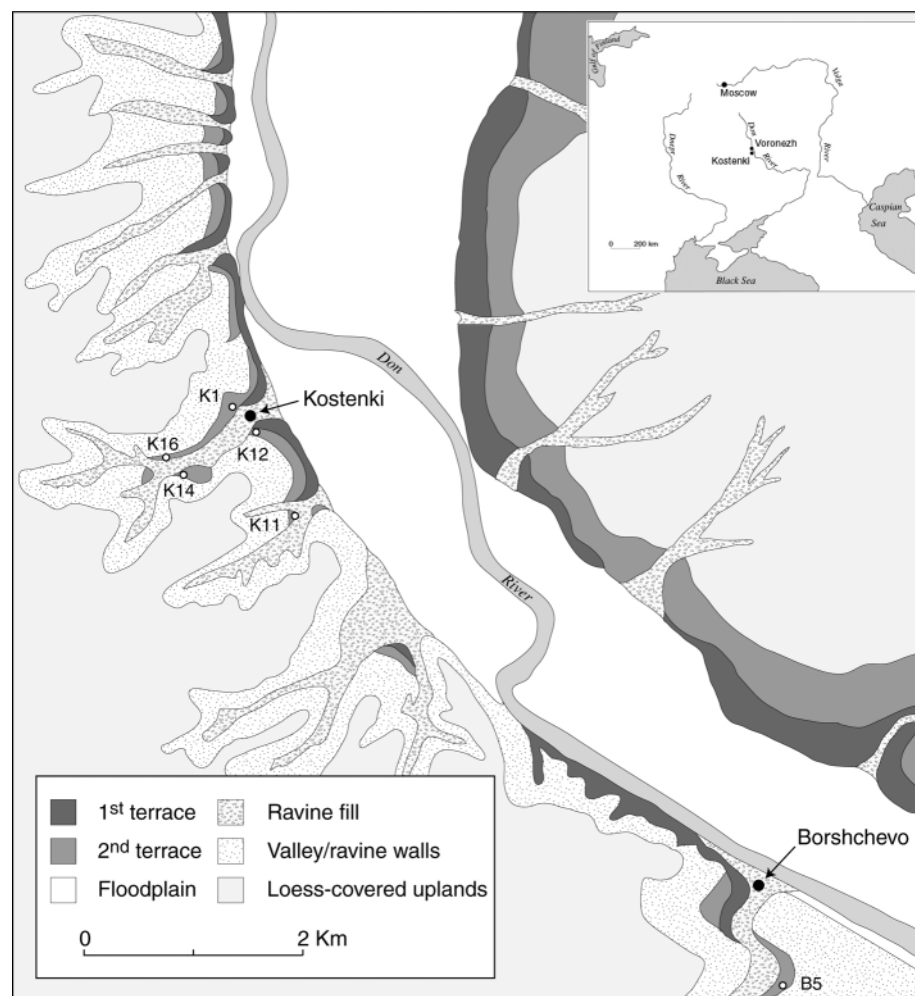 Gulf of Finland
Moscow
Volga
River
Dnepr
River
Don
River
Voronezh
Kostenki
Caspian
Sea
0 200 km
Black Sea
Don
River
K1
Kostenki
K16
K12
K14
K11
1st terrace
Ravine fill
2nd terrace
Valley/ravine walls
Floodplain
Loess-covered uplands
0 2 Km
Borshchevo
B5